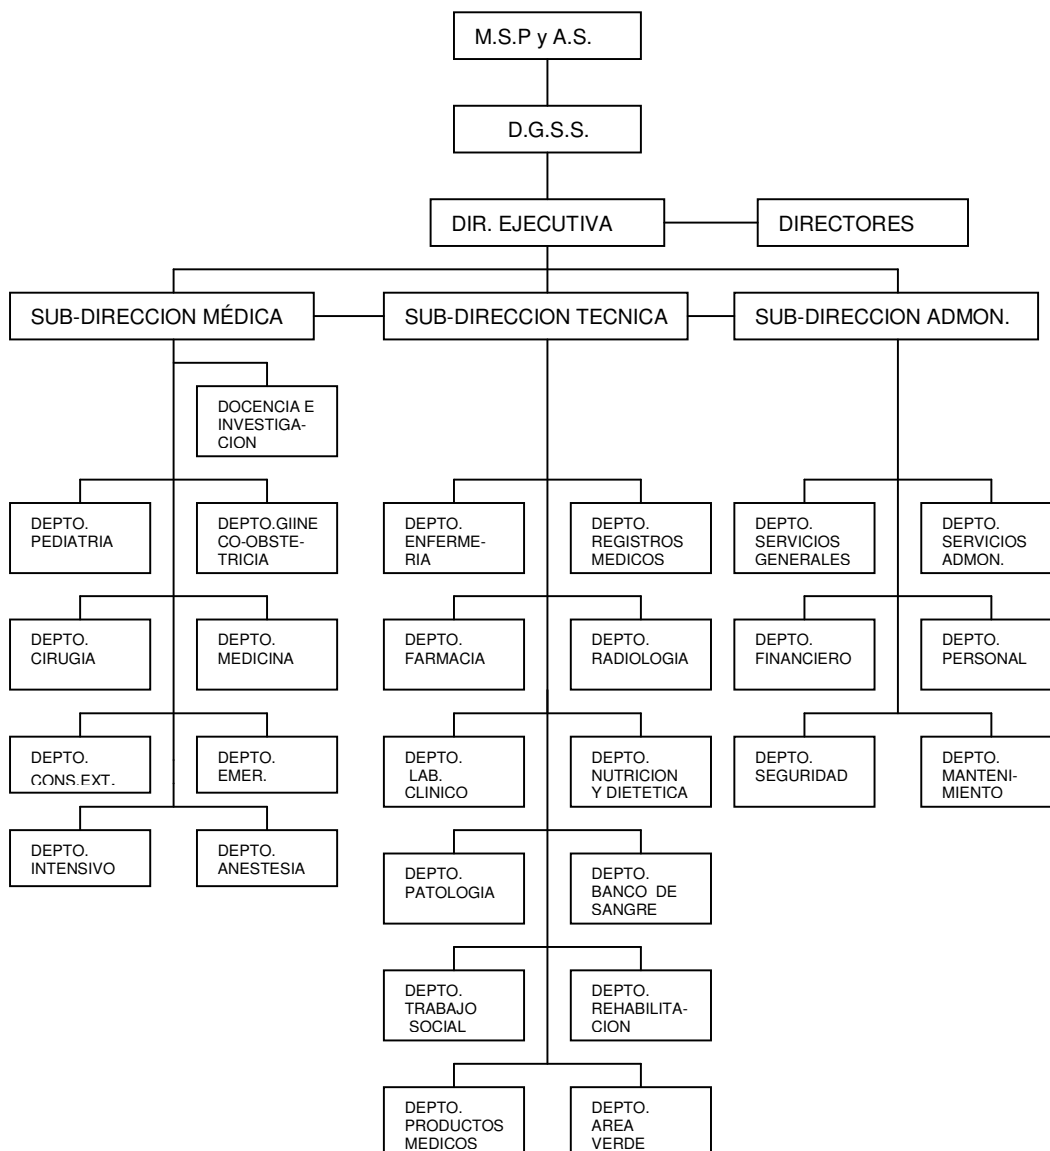 M.S.P y A.S.
D.G.S.S.
DIR. EJECUTIVA
DIRECTORES
SUB-DIRECCION MÉDICA
SUB-DIRECCION TECNICA
SUB-DIRECCION ADMON.
DOCENCIA E
INVESTIGA-
CION
DEPTO.
PEDIATRIA
DEPTO.GIINE
CO-OBSTE-
TRICIA
DEPTO.
ENFERME-
RIA
DEPTO.
REGISTROS
MEDICOS
DEPTO.
SERVICIOS
GENERALES
DEPTO.
SERVICIOS
ADMON.
DEPTO.
CIRUGIA
DEPTO.
MEDICINA
DEPTO.
FARMACIA
DEPTO.
RADIOLOGIA
DEPTO.
FINANCIERO
DEPTO.
PERSONAL
DEPTO.
CONS.EXT.
DEPTO.
EMER.
DEPTO.
LAB.
CLINICO
DEPTO.
NUTRICION
Y DIETETICA
DEPTO.
SEGURIDAD
DEPTO.
MANTENI-
MIENTO
DEPTO.
INTENSIVO
DEPTO.
ANESTESIA
DEPTO.
PATOLOGIA
DEPTO.
BANCO DE
SANGRE
DEPTO.
TRABAJO
SOCIAL
DEPTO.
REHABILITA-
CION
DEPTO.
PRODUCTOS
MEDICOS
DEPTO.
AREA
VERDE